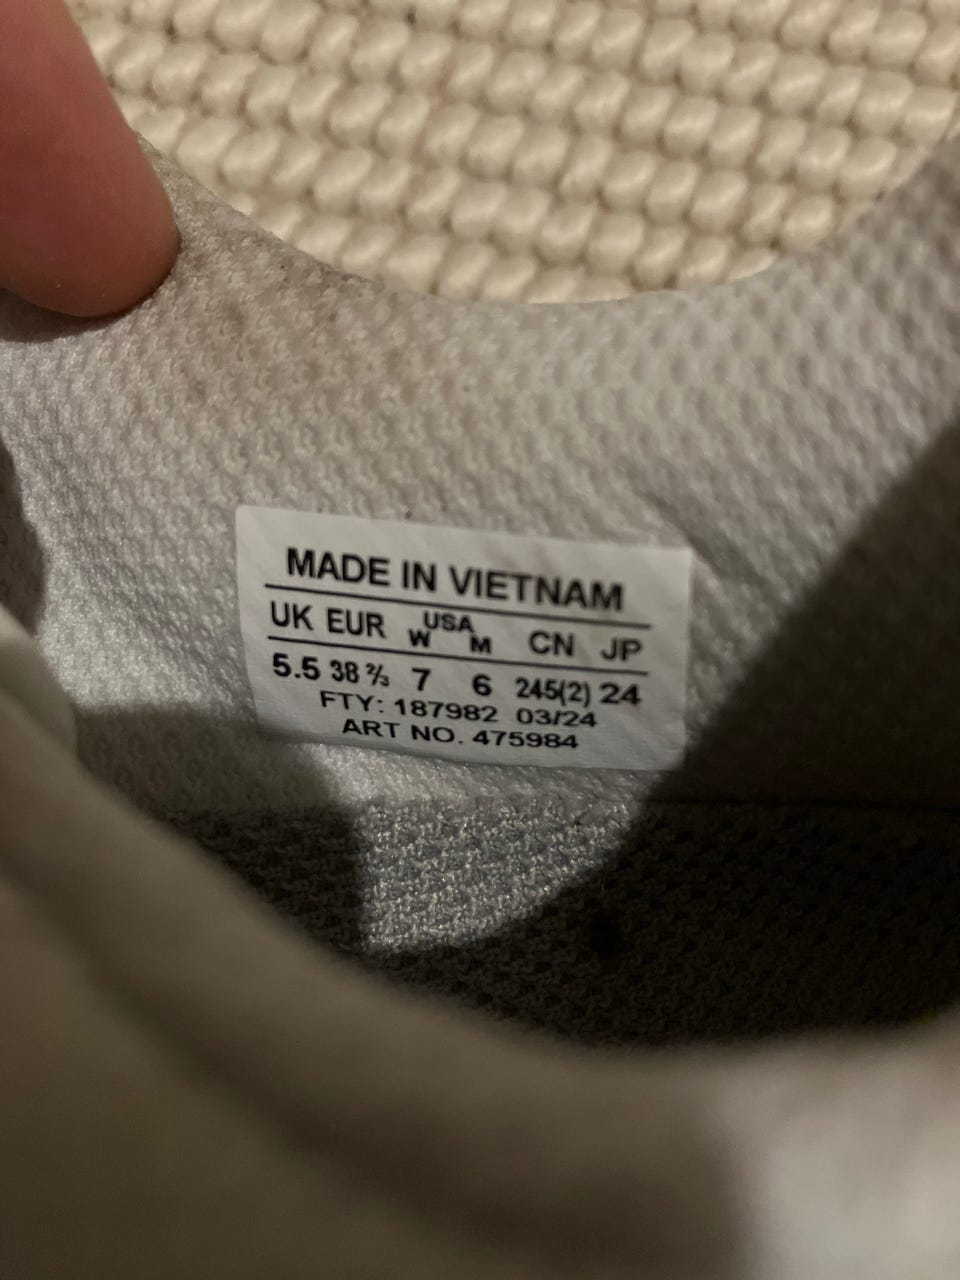 MADE IN VIETNAM
UK EUR USA CN JP
W M
5.5 38 ⅔ 7 6 245(2) 24
FTY: 187982 03/24
ART NO. 475984